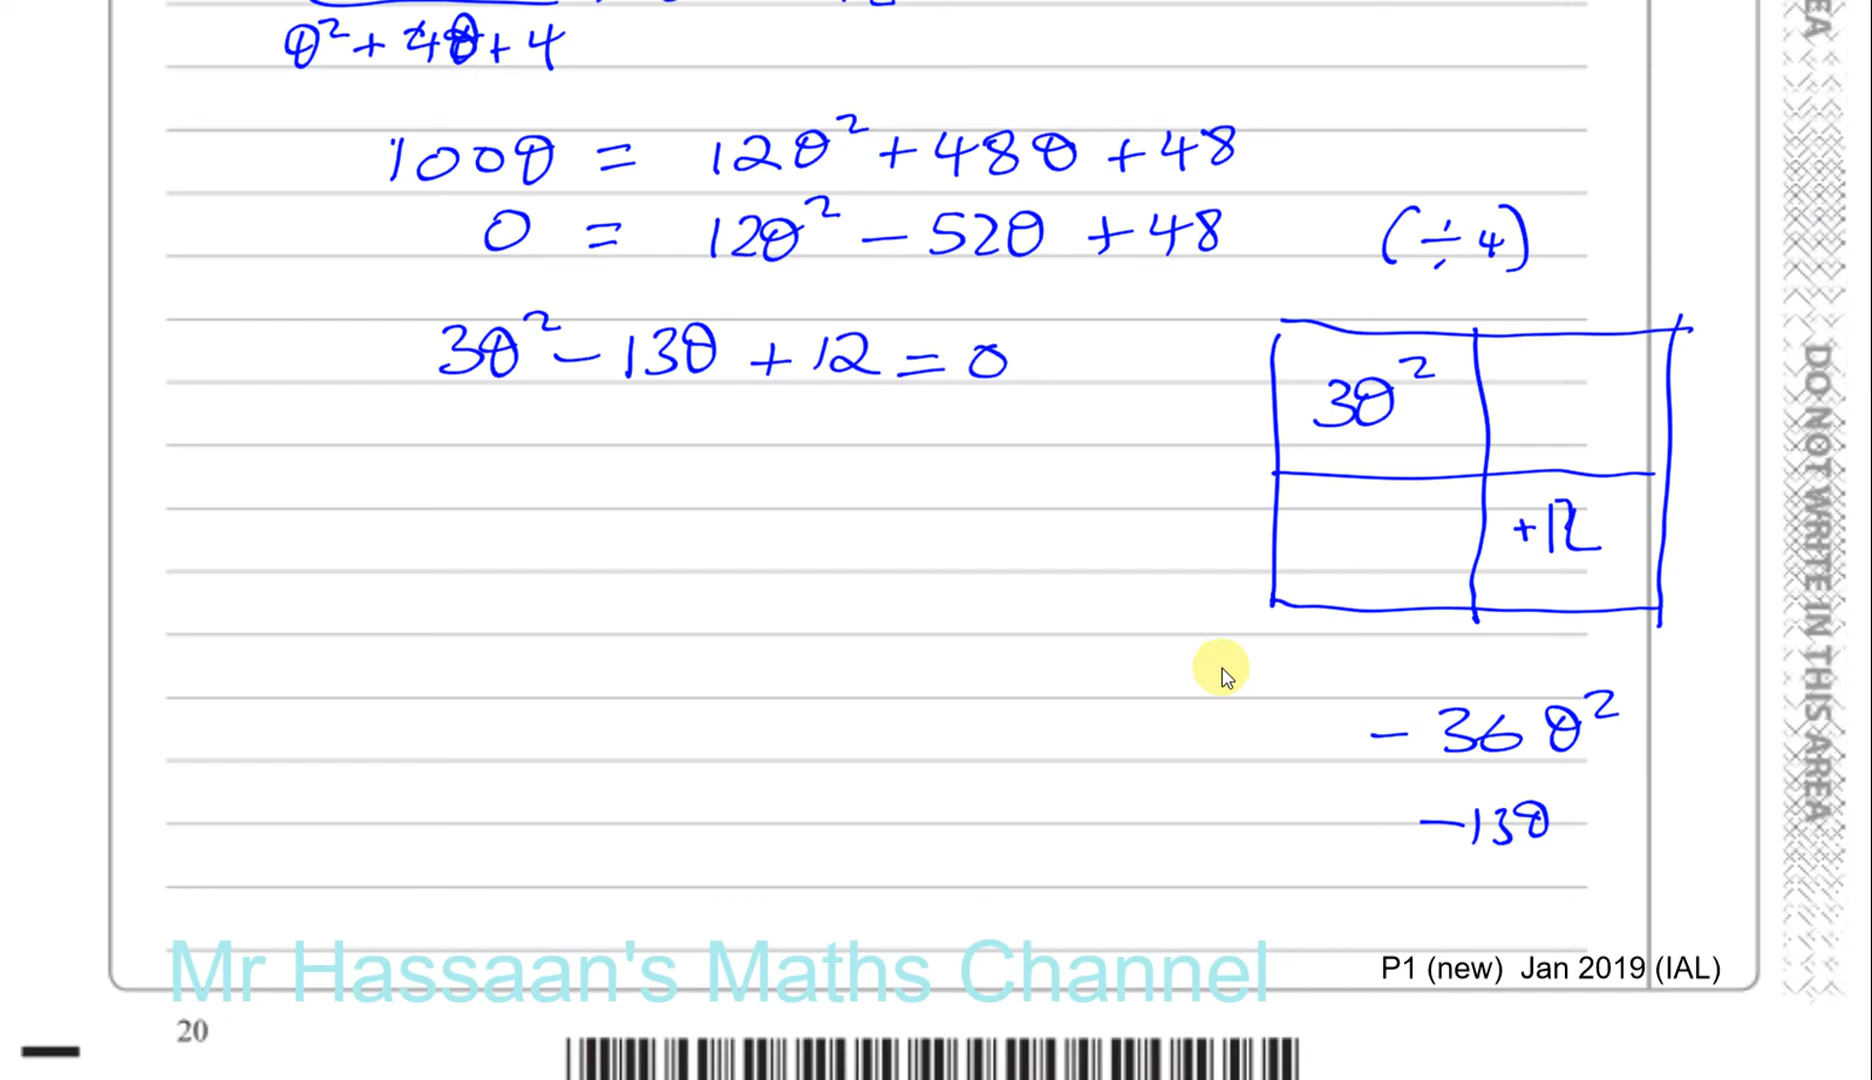 θ² + 4θ + 4
100θ = 12θ² + 48θ + 48
0 = 12θ² - 52θ + 48 (÷4)
3θ² - 13θ + 12 = 0
3θ²
+12
- 36θ²
-13θ
Mr Hassaan's Maths Channel
P1 (new) Jan 2019 (IAL)
20
EA
DO NOT WRITE IN THIS AREA